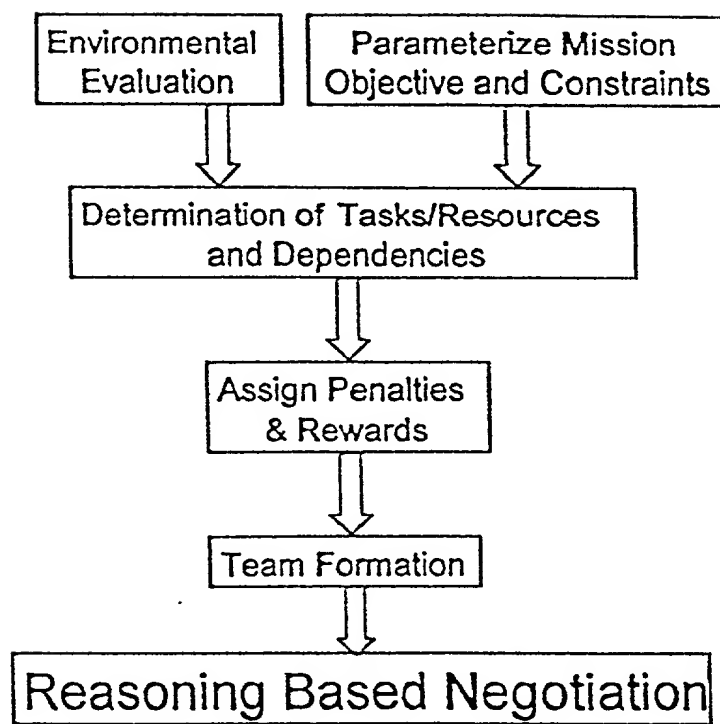 Environmental
Evaluation
Parameterize Mission
Objective and Constraints
Determination of Tasks/Resources
and Dependencies
Assign Penalties
& Rewards
Team Formation
Reasoning Based Negotiation